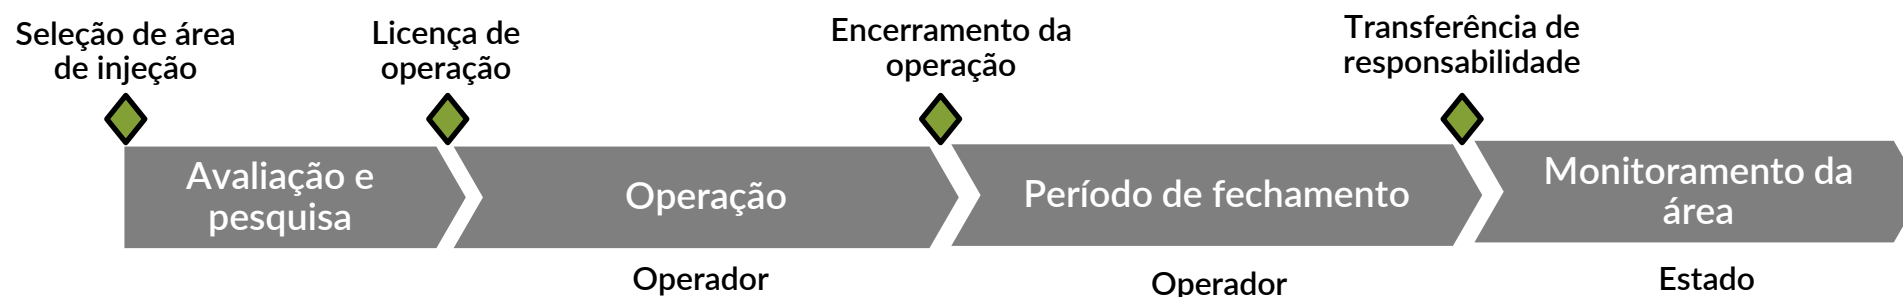 Seleção de área
de injeção
Licença de
operação
Encerramento da
operação
Transferência de
responsabilidade
Avaliação e
pesquisa
Operação
Período de fechamento
Monitoramento da
área
Operador
Operador
Estado